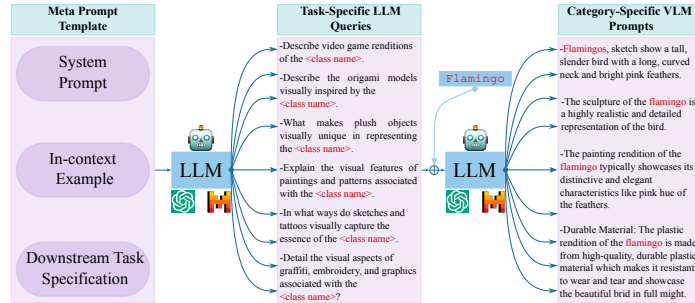 Meta Prompt
Template
System
Prompt
In-context
Example
Downstream Task
Specification
LLM
Task-Specific LLM
Queries
-Describe video game renditions
of the <class name>.
-Describe the origami models
visually inspired by the
<class name>.
-What makes plush objects
visually unique in representing
the <class name>.
-Explain the visual features of
paintings and patterns associated
with the <class name>.
-In what ways do sketches and
tattoos visually capture the
essence of the <class name>.
-Detail the visual aspects of
graffiti, embroidery, and graphics
associated with the
<class name>?
Flamingo
LLM
Category-Specific VLM
Prompts
-Flamingos, sketch show a tall,
slender bird with a long, curved
neck and bright pink feathers.
-The sculpture of the flamingo is
a highly realistic and detailed
representation of the bird.
-The painting rendition of the
flamingo typically showcases its
distinctive and elegant
characteristics like pink hue of
the feathers.
-Durable Material: The plastic
rendition of the flamingo is made
from high-quality, durable plastic
material which makes it resistant
to wear and tear and showcase
the beautiful bird in full might.